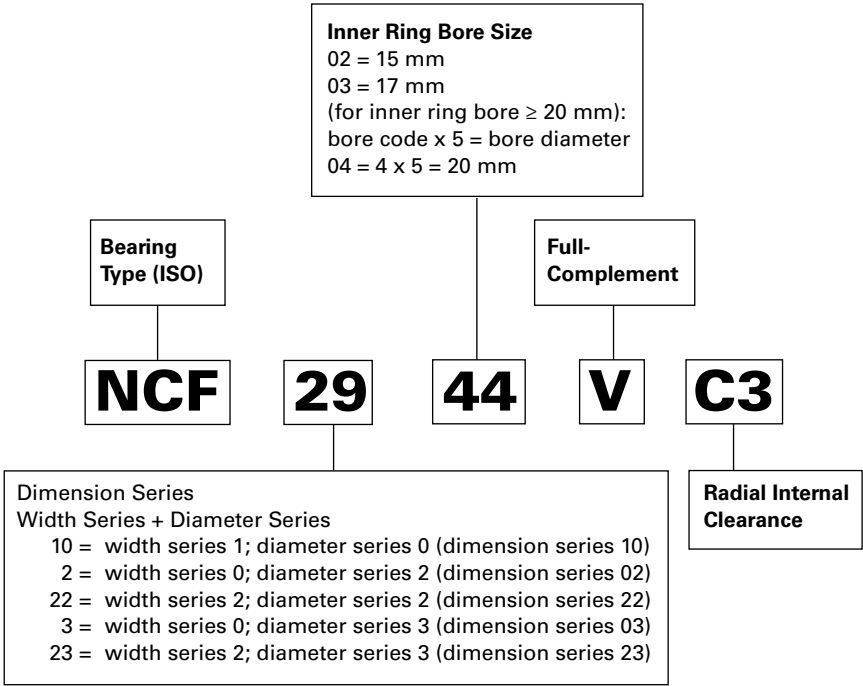 Inner Ring Bore Size
02 = 15 mm
03 = 17 mm
(for inner ring bore ≥ 20 mm):
bore code x 5 = bore diameter
04 = 4 x 5 = 20 mm
Bearing
Type (ISO)
Full-
Complement
NCF 29 44 V C3
Dimension Series
Width Series + Diameter Series
10 = width series 1; diameter series 0 (dimension series 10)
2 = width series 0; diameter series 2 (dimension series 02)
22 = width series 2; diameter series 2 (dimension series 22)
3 = width series 0; diameter series 3 (dimension series 03)
23 = width series 2; diameter series 3 (dimension series 23)
Radial Internal
Clearance